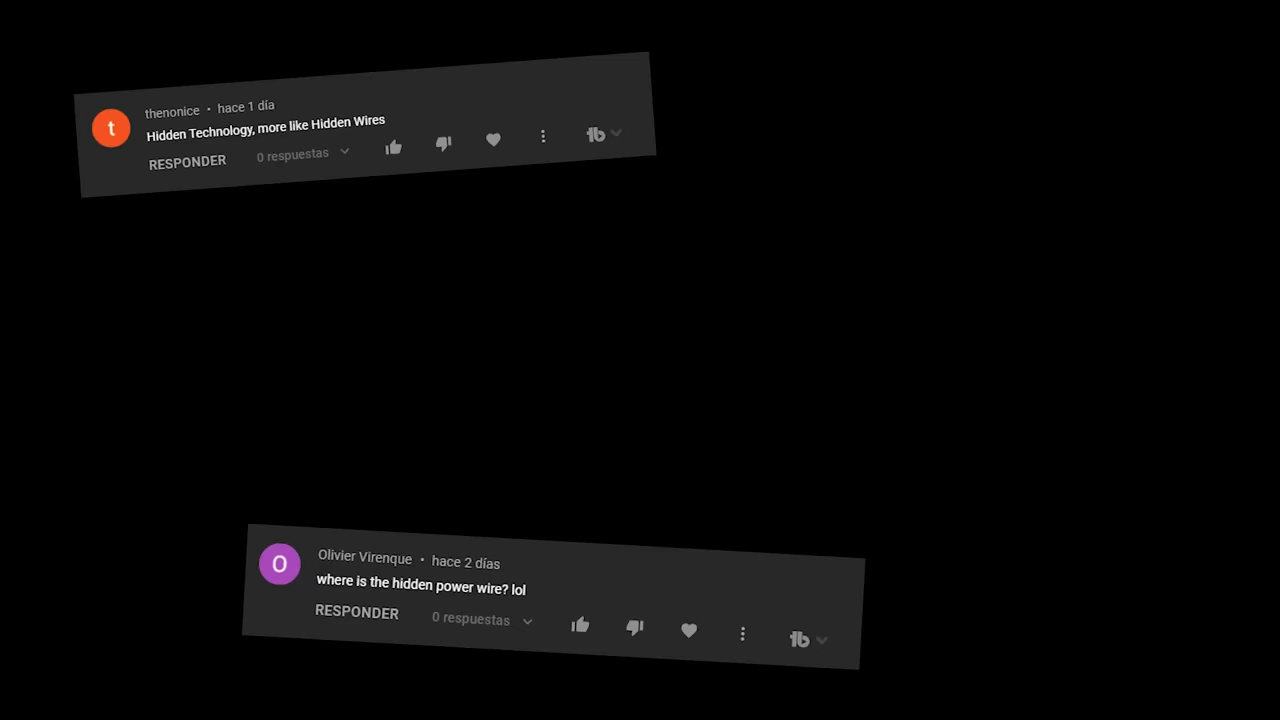 t
thenonice • hace 1 día
Hidden Technology, more like Hidden Wires
RESPONDER 0 respuestas
O
Olivier Virenque • hace 2 días
where is the hidden power wire? lol
RESPONDER 0 respuestas